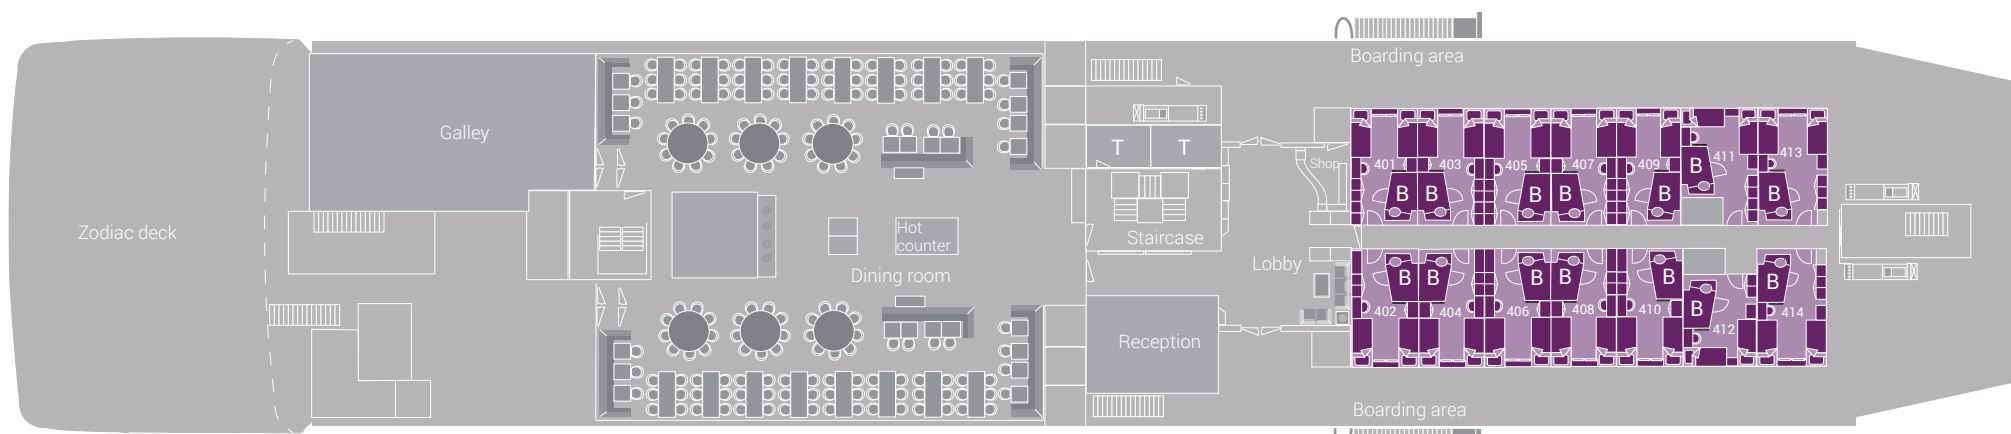 Boarding area
Galley
T T
Shop
401 403 405 407 409 411 413
B B B B B B B
Zodiac deck
Hot
counter
Staircase
Dining room
Lobby
B B B B B B B
402 404 406 408 410 412 414
Reception
Boarding area